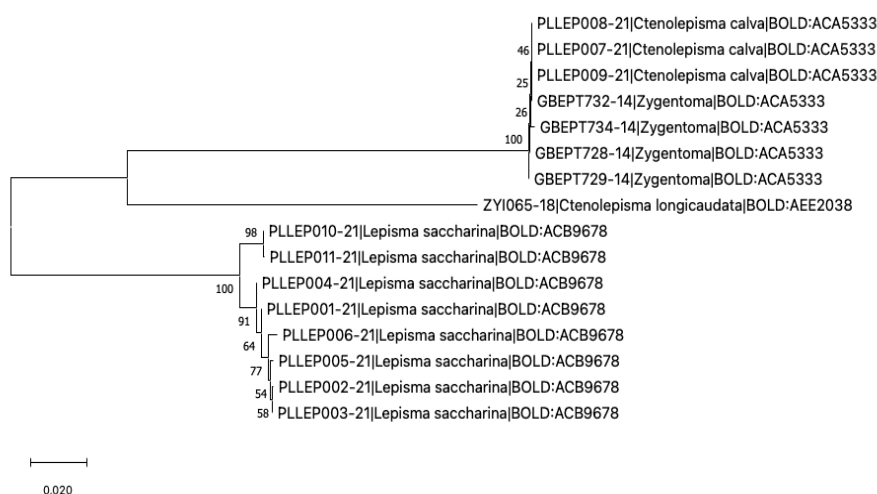 PLLEP008-21|Ctenolepisma calva|BOLD:ACA5333
46
PLLEP007-21|Ctenolepisma calva|BOLD:ACA5333
PLLEP009-21|Ctenolepisma calva|BOLD:ACA5333
25
GBEPT732-14|Zygentoma|BOLD:ACA5333
26
GBEPT734-14|Zygentoma|BOLD:ACA5333
100
GBEPT728-14|Zygentoma|BOLD:ACA5333
GBEPT729-14|Zygentoma|BOLD:ACA5333
ZYI065-18|Ctenolepisma longicaudata|BOLD:AEE2038
98
PLLEP010-21|Lepisma saccharina|BOLD:ACB9678
PLLEP011-21|Lepisma saccharina|BOLD:ACB9678
PLLEP004-21|Lepisma saccharina|BOLD:ACB9678
100
PLLEP001-21|Lepisma saccharina|BOLD:ACB9678
91
PLLEP006-21|Lepisma saccharina|BOLD:ACB9678
64
PLLEP005-21|Lepisma saccharina|BOLD:ACB9678
77
PLLEP002-21|Lepisma saccharina|BOLD:ACB9678
54
PLLEP003-21|Lepisma saccharina|BOLD:ACB9678
58
0.020